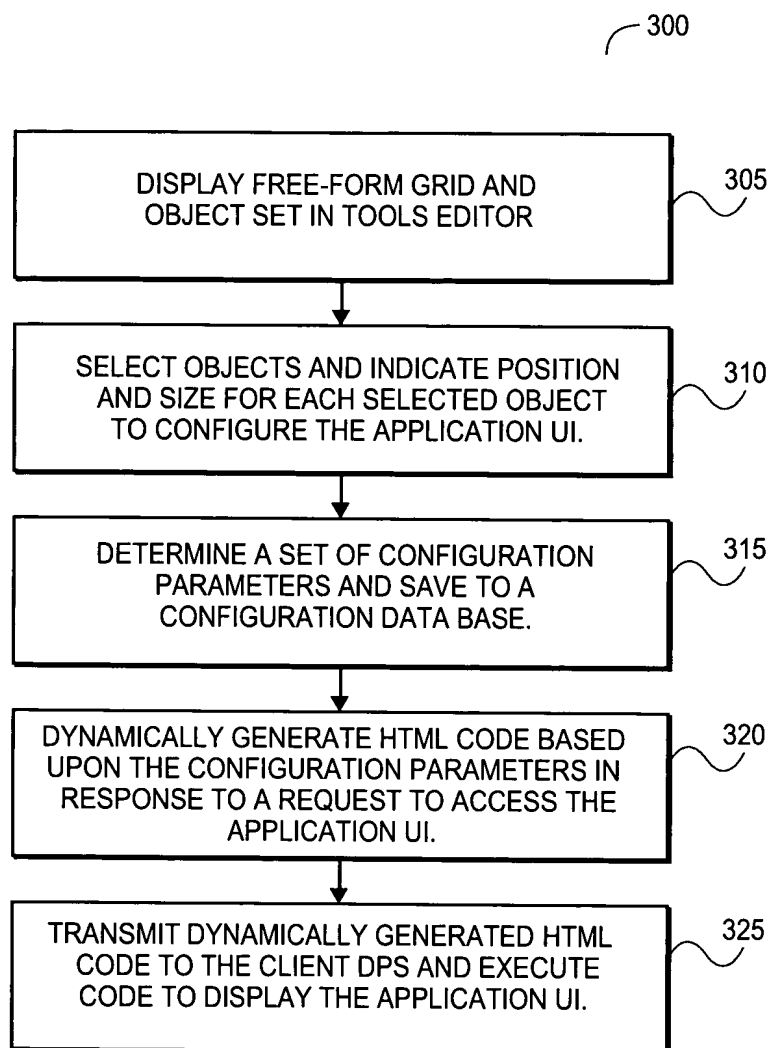 300
DISPLAY FREE-FORM GRID AND
OBJECT SET IN TOOLS EDITOR
305
SELECT OBJECTS AND INDICATE POSITION
AND SIZE FOR EACH SELECTED OBJECT
TO CONFIGURE THE APPLICATION UI.
310
DETERMINE A SET OF CONFIGURATION
PARAMETERS AND SAVE TO A
CONFIGURATION DATA BASE.
315
DYNAMICALLY GENERATE HTML CODE BASED
UPON THE CONFIGURATION PARAMETERS IN
RESPONSE TO A REQUEST TO ACCESS THE
APPLICATION UI.
320
TRANSMIT DYNAMICALLY GENERATED HTML
CODE TO THE CLIENT DPS AND EXECUTE
CODE TO DISPLAY THE APPLICATION UI.
325